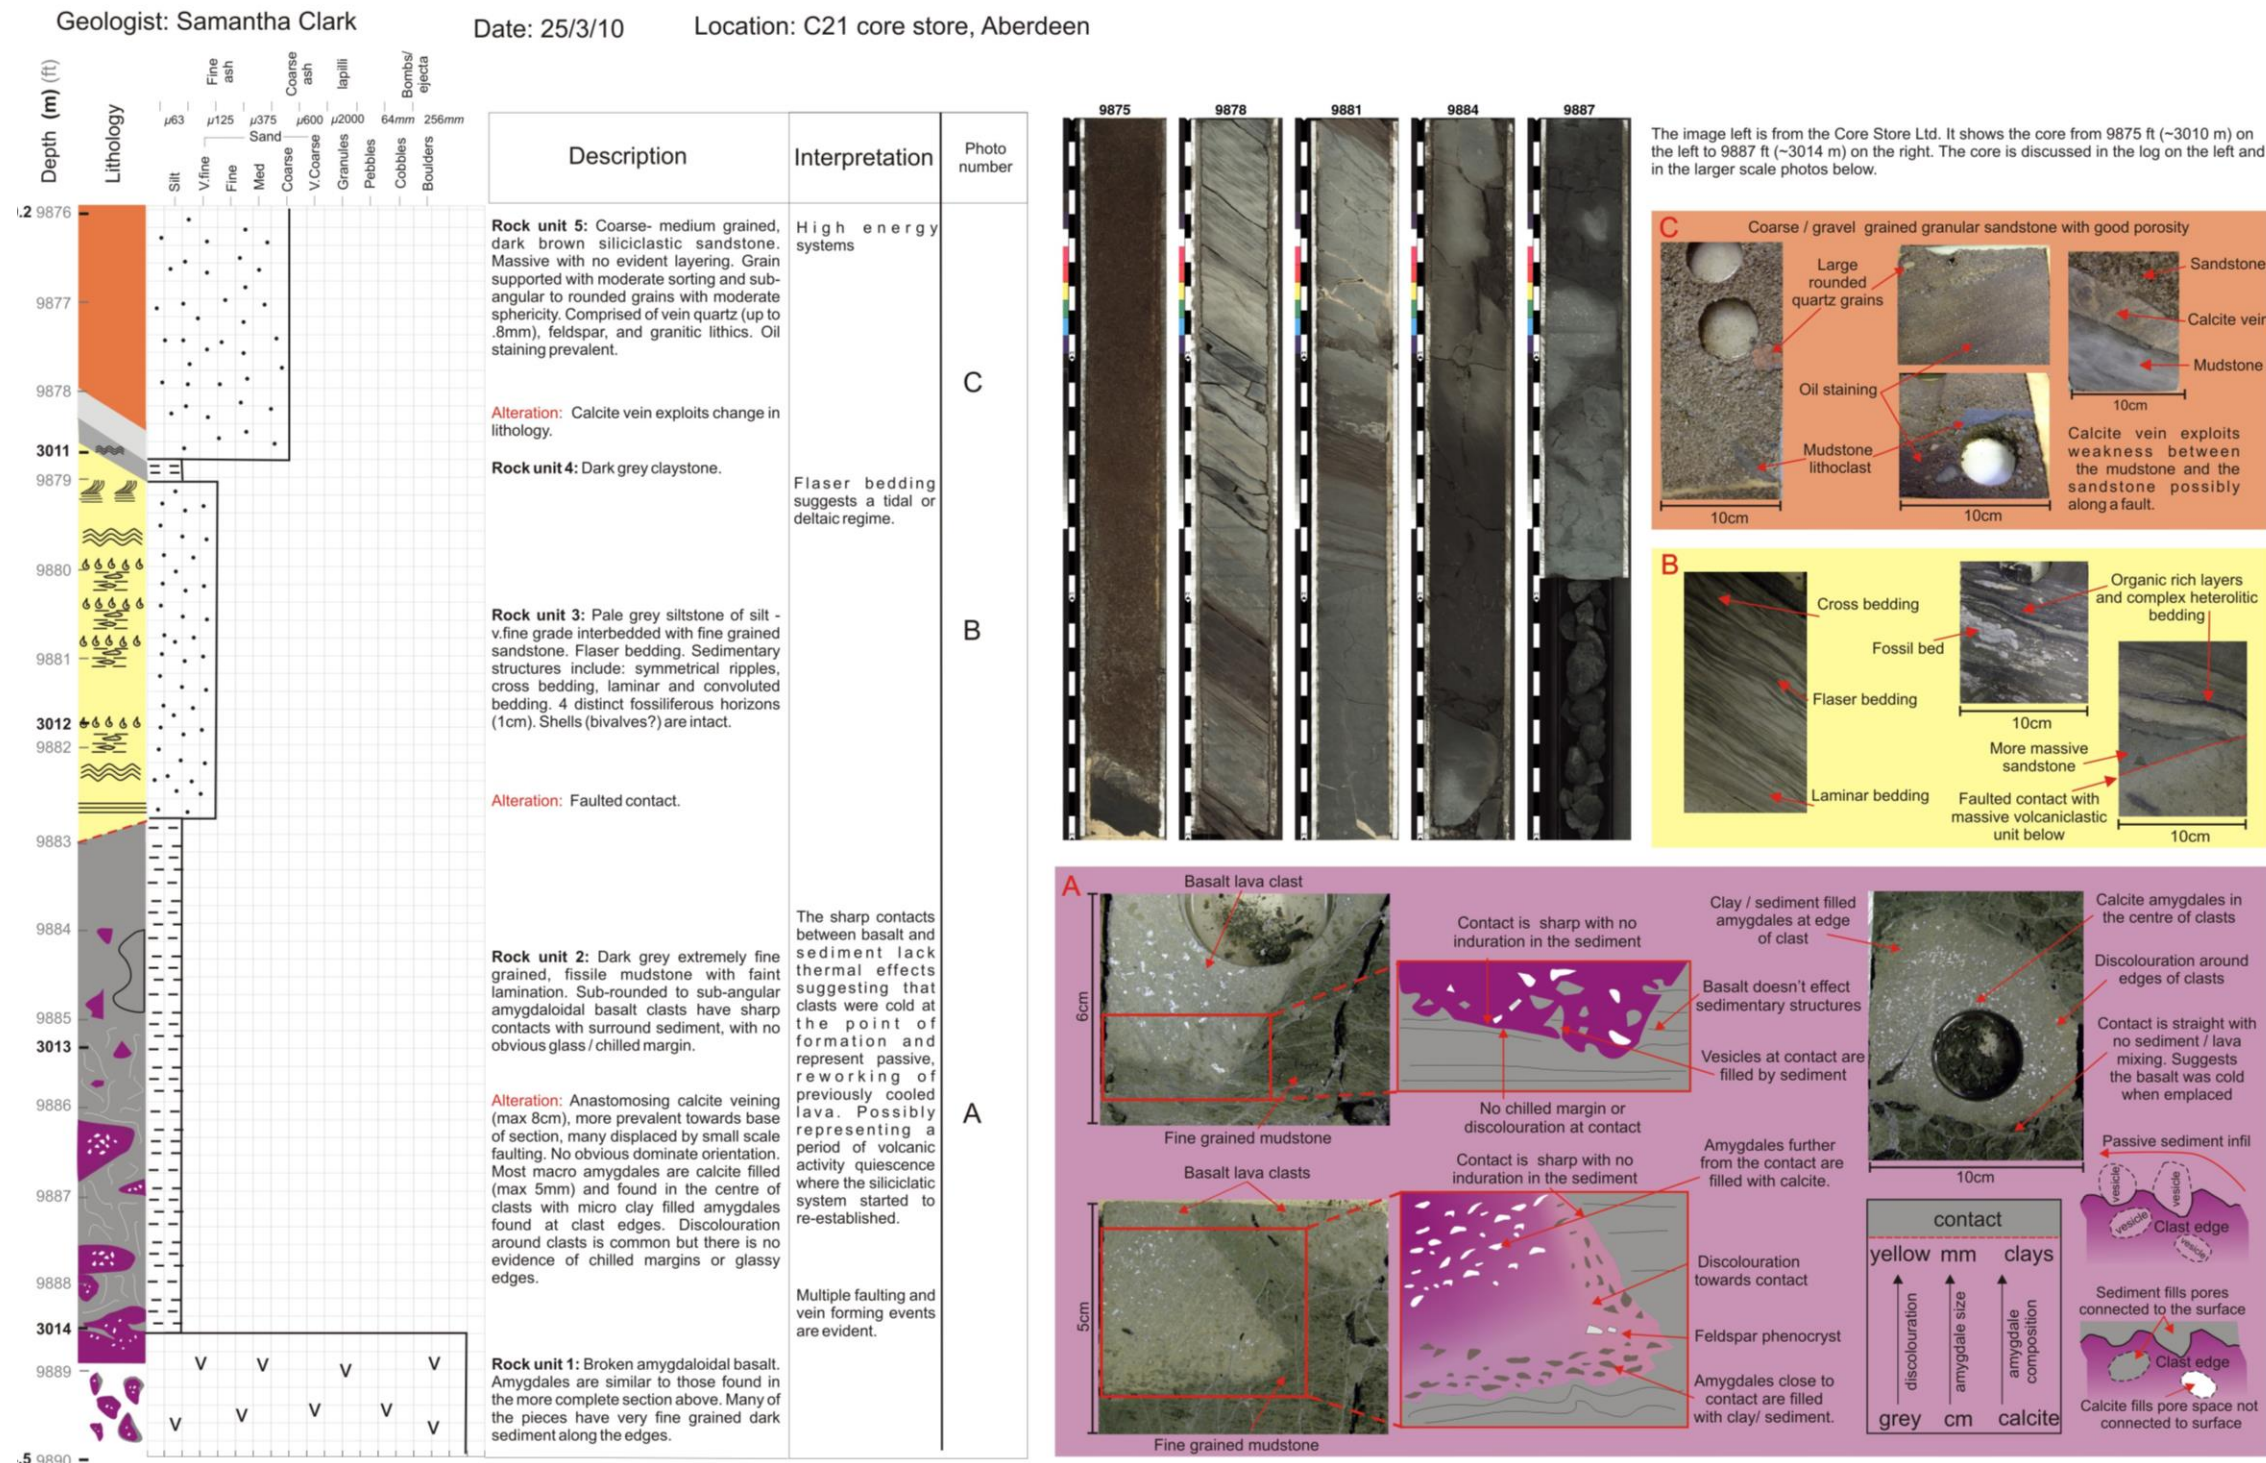 Geologist: Samantha Clark
Date: 25/3/10
Location: C21 core store, Aberdeen
Depth (m) (ft)
Lithology
Fine
ash
Coarse
ash
lapilli
Bombs/
ejecta
µ63
µ125
µ375
µ600
µ2000
64mm
256mm
Sand
Silt
V.fine
Fine
Med
Coarse
V.Coarse
Granules
Pebbles
Cobbles
Boulders
Description
Interpretation
Photo
number
.2 9876
9877
9878
3011
9879
9880
9881
3012
9882
9883
9884
9885
3013
9886
9887
9888
3014
9889
.5 9890
Rock unit 5: Coarse- medium grained,
dark brown siliciclastic sandstone.
Massive with no evident layering. Grain
supported with moderate sorting and sub-
angular to rounded grains with moderate
sphericity. Comprised of vein quartz (up to
.8mm), feldspar, and granitic lithics. Oil
staining prevalent.
Alteration: Calcite vein exploits change in
lithology.
Rock unit 4: Dark grey claystone.
Rock unit 3: Pale grey siltstone of silt -
v.fine grade interbedded with fine grained
sandstone. Flaser bedding. Sedimentary
structures include: symmetrical ripples,
cross bedding, laminar and convoluted
bedding. 4 distinct fossiliferous horizons
(1cm). Shells (bivalves?) are intact.
Alteration: Faulted contact.
Rock unit 2: Dark grey extremely fine
grained, fissile mudstone with faint
lamination. Sub-rounded to sub-angular
amygdaloidal basalt clasts have sharp
contacts with surround sediment, with no
obvious glass / chilled margin.
Alteration: Anastomosing calcite veining
(max 8cm), more prevalent towards base
of section, many displaced by small scale
faulting. No obvious dominate orientation.
Most macro amygdales are calcite filled
(max 5mm) and found in the centre of
clasts with micro clay filled amygdales
found at clast edges. Discolouration
around clasts is common but there is no
evidence of chilled margins or glassy
edges.
Rock unit 1: Broken amygdaloidal basalt.
Amygdales are similar to those found in
the more complete section above. Many of
the pieces have very fine grained dark
sediment along the edges.
High energy
systems
Flaser bedding
suggests a tidal or
deltaic regime.
The sharp contacts
between basalt and
sediment lack
thermal effects
suggesting that
clasts were cold at
the point of
formation and
represent passive,
reworking of
previously cooled
lava. Possibly
representing a
period of volcanic
activity quiescence
where the siliciclatic
system started to
re-established.
Multiple faulting and
vein forming events
are evident.
C
B
A
V V V V
V V V V V
9875
9878
9881
9884
9887
The image left is from the Core Store Ltd. It shows the core from 9875 ft (~3010 m) on
the left to 9887 ft (~3014 m) on the right. The core is discussed in the log on the left and
in the larger scale photos below.
C
Coarse / gravel grained granular sandstone with good porosity
Large
rounded
quartz grains
Oil staining
Mudstone
lithoclast
10cm
10cm
Sandstone
Calcite vein
Mudstone
10cm
Calcite vein exploits
weakness between
the mudstone and the
sandstone possibly
along a fault.
B
Cross bedding
Fossil bed
Flaser bedding
Laminar bedding
10cm
Organic rich layers
and complex heterolitic
bedding
More massive
sandstone
Faulted contact with
massive volcaniclastic
unit below
10cm
A
Basalt lava clast
6cm
Fine grained mudstone
Contact is sharp with no
induration in the sediment
Basalt doesn't effect
sedimentary structures
Vesicles at contact are
filled by sediment
No chilled margin or
discolouration at contact
Clay / sediment filled
amygdales at edge
of clast
Calcite amygdales in
the centre of clasts
Discolouration around
edges of clasts
Contact is straight with
no sediment / lava
mixing. Suggests
the basalt was cold
when emplaced
10cm
Basalt lava clasts
5cm
Fine grained mudstone
Contact is sharp with no
induration in the sediment
Amygdales further
from the contact are
filled with calcite.
Discolouration
towards contact
Feldspar phenocryst
Amygdales close to
contact are filled
with clay/ sediment.
contact
yellow mm clays
discolouration
amygdale size
amygdale
composition
grey cm calcite
Passive sediment infil
vesicle
vesicle
vesicle
vesicle
Clast edge
Sediment fills pores
connected to the surface
Clast edge
Calcite fills pore space not
connected to surface